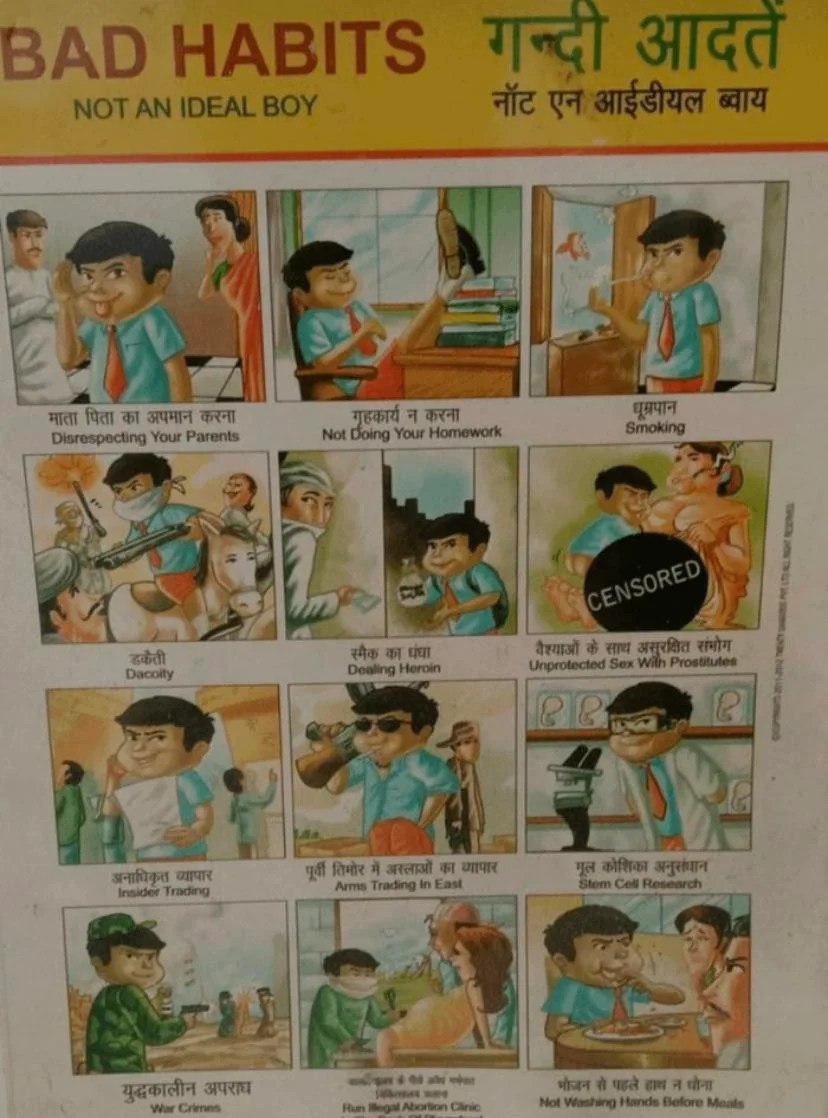 BAD HABITS
गन्दी आदतें
NOT AN IDEAL BOY
नॉट एन आईडीयल ब्वाय
माता पिता का अपमान करना
Disrespecting Your Parents
गृहकार्य न करना
Not Doing Your Homework
धूम्रपान
Smoking
डकैती
Dacoity
स्मैक का धंधा
Dealing Heroin
CENSORED
वैश्याओं के साथ असुरक्षित संभोग
Unprotected Sex With Prostitutes
अनाधिकृत व्यापार
Insider Trading
पूर्वी तिमोर में अस्लाओं का व्यापार
Arms Trading In East
मूल कोशिका अनुसंधान
Stem Cell Research
युद्धकालीन अपराध
War Crimes
के पीछे
Run Illegal Abortion Clinic
भोजन से पहले हाथ न धोना
Not Washing Hands Before Meals